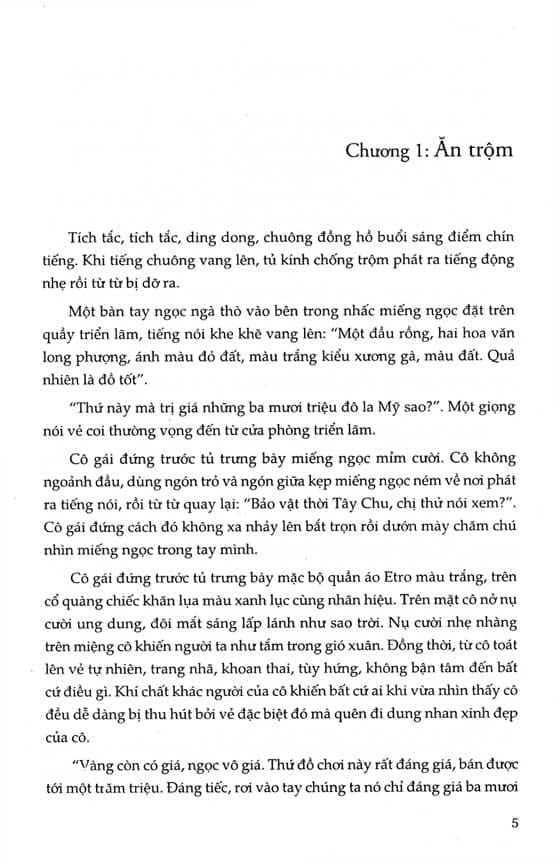 Chương 1: Ăn trộm
Tích tắc, tích tắc, ding dong, chuông đồng hồ buổi sáng điểm chín
tiếng. Khi tiếng chuông vang lên, tủ kính chống trộm phát ra tiếng động
nhẹ rồi từ từ bị dỡ ra.
Một bàn tay ngọc ngà thò vào bên trong nhấc miếng ngọc đặt trên
quầy triển lãm, tiếng nói khe khẽ vang lên: “Một đầu rồng, hai hoa văn
long phượng, ánh màu đỏ đất, màu trắng kiểu xương gà, màu đất. Quả
nhiên là đồ tốt”.
“Thứ này mà trị giá những ba mươi triệu đô la Mỹ sao?”. Một giọng
nói vẻ coi thường vọng đến từ cửa phòng triển lãm.
Cô gái đứng trước tủ trưng bày miếng ngọc mỉm cười. Cô không
ngoảnh đầu, dùng ngón trỏ và ngón giữa kẹp miếng ngọc ném về nơi phát
ra tiếng nói, rồi từ từ quay lại: “Bảo vật thời Tây Chu, chị thử nói xem?”.
Cô gái đứng cách đó không xa nhảy lên bắt trọn rồi dướn mày chăm chú
nhìn miếng ngọc trong tay mình.
Cô gái đứng trước tủ trưng bày mặc bộ quần áo Etro màu trắng, trên
cổ quàng chiếc khăn lụa màu xanh lục cùng nhãn hiệu. Trên mặt cô nở nụ
cười ung dung, đôi mắt sáng lấp lánh như sao trời. Nụ cười nhẹ nhàng
trên miệng cô khiến người ta như tắm trong gió xuân. Đồng thời, từ cô toát
lên vẻ tự nhiên, trang nhã, khoan thai, tùy hứng, không bận tâm đến bất
cứ điều gì. Khí chất khác người của cô khiến bất cứ ai khi vừa nhìn thấy cô
đều dễ dàng bị thu hút bởi vẻ đặc biệt đó mà quên đi dung nhan xinh đẹp
của cô.
“Vàng còn có giá, ngọc vô giá. Thứ đồ chơi này rất đáng giá, bán được
tới một trăm triệu. Đáng tiếc, rơi vào tay chúng ta nó chỉ đáng giá ba mươi
5